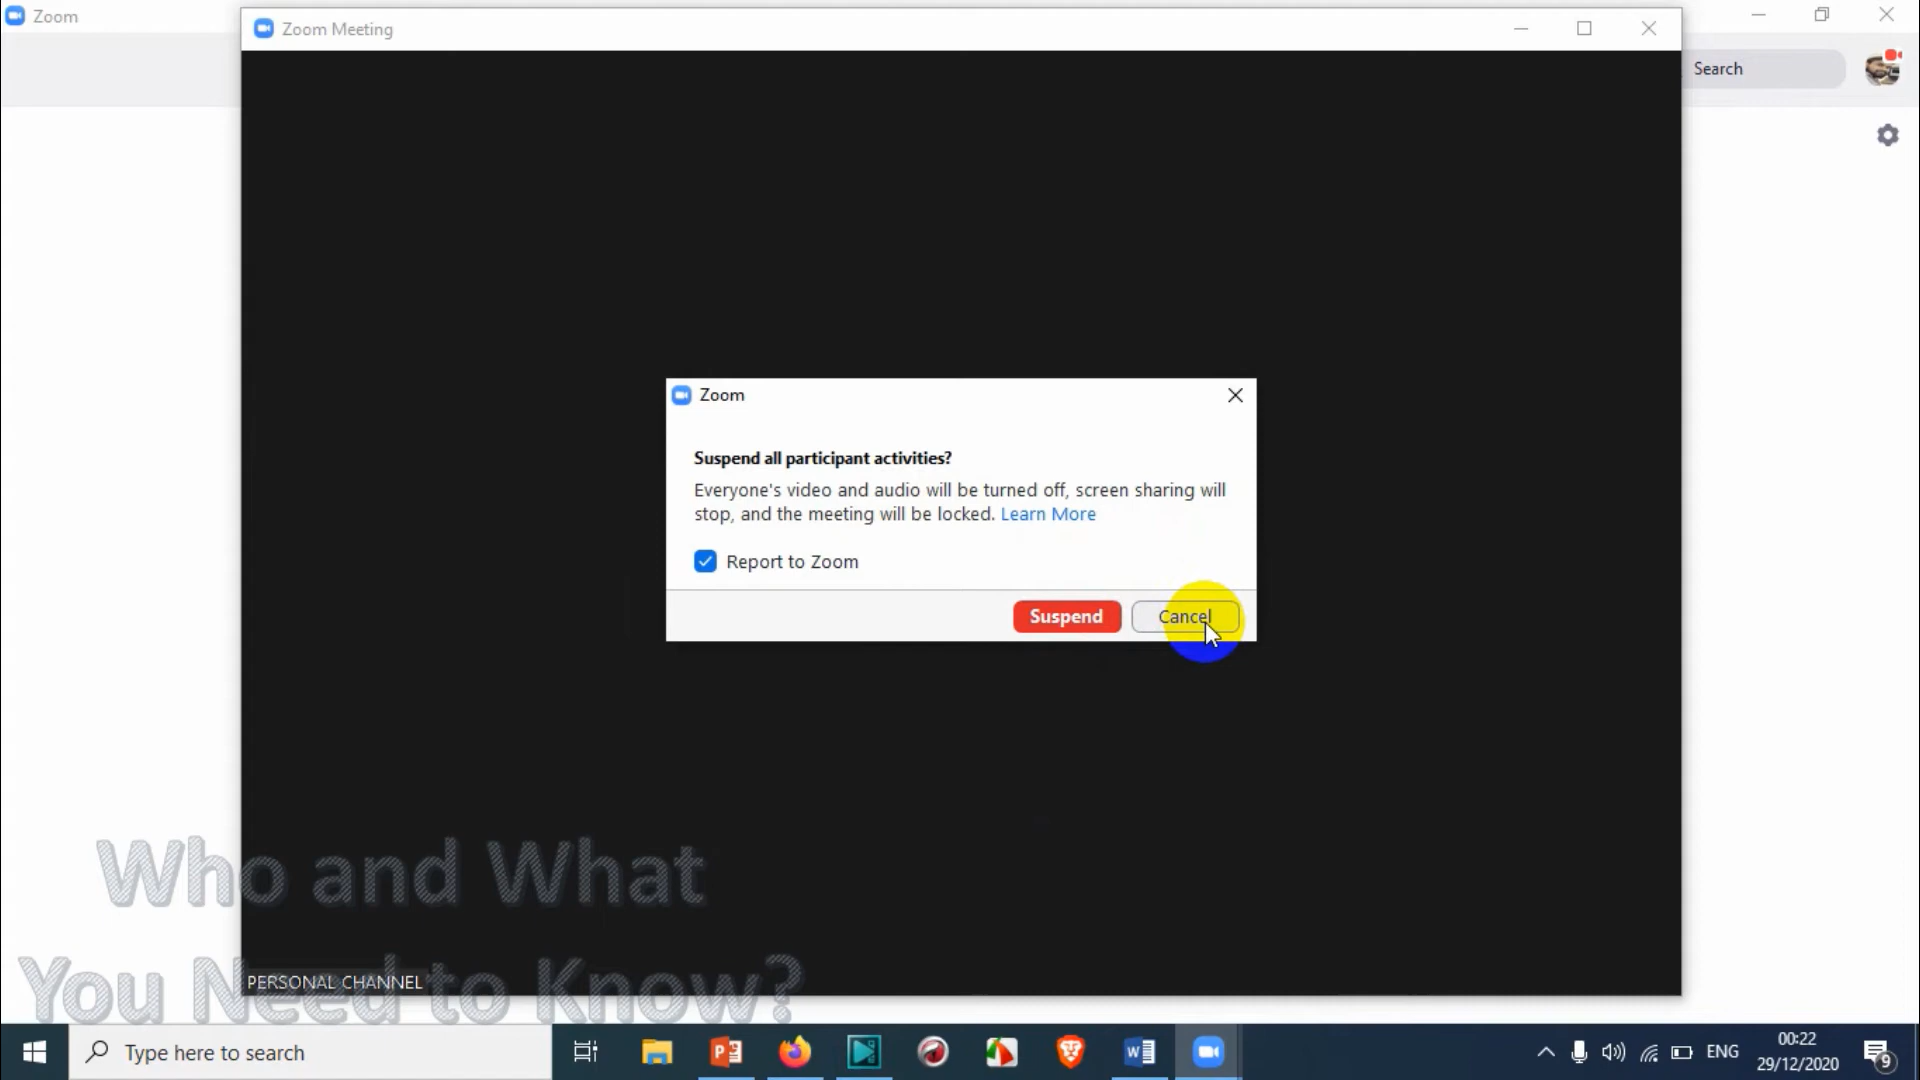 Zoom
Zoom Meeting
Search
Zoom
Suspend all participant activities?
Everyone's video and audio will be turned off, screen sharing will
stop, and the meeting will be locked. Learn More
Report to Zoom
Suspend
Cancel
Who and What
You Need to Know?
PERSONAL CHANNEL
Type here to search
ENG
00:22
29/12/2020
9